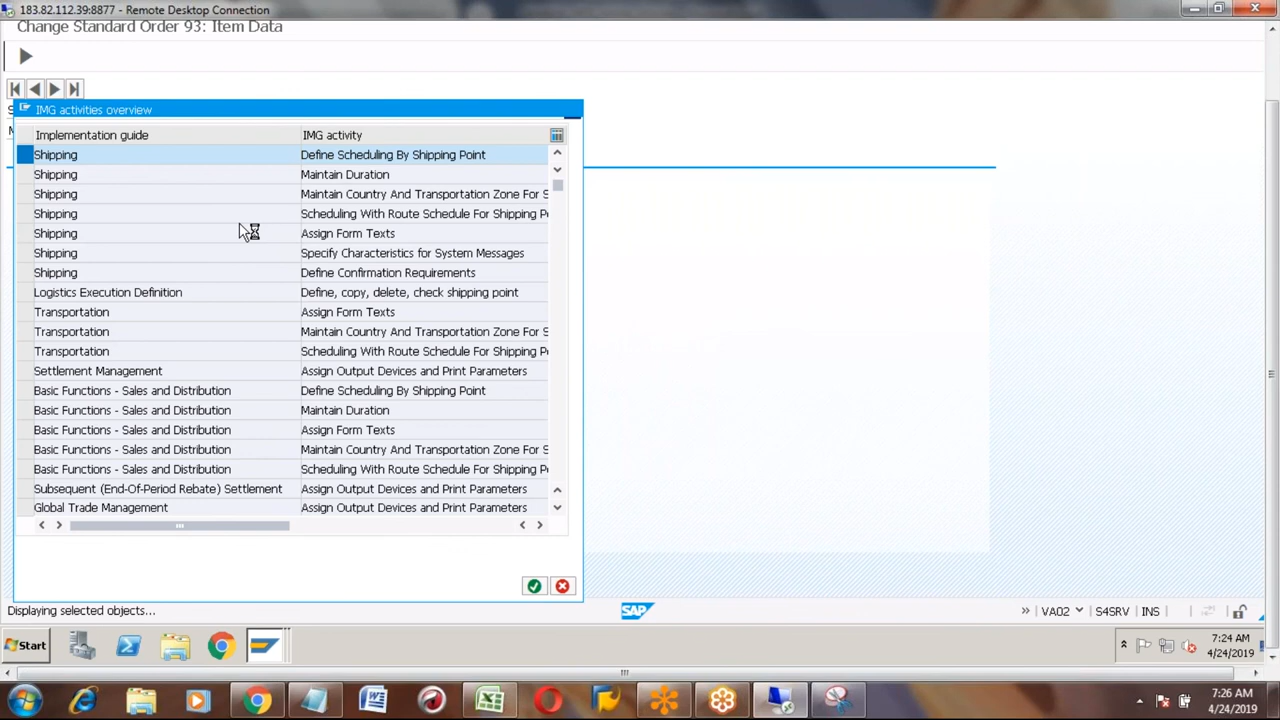 183.82.112.39:8877 - Remote Desktop Connection
Change Standard Order 93: Item Data
IMG activities overview
Implementation guide IMG activity
Shipping Define Scheduling By Shipping Point
Shipping Maintain Duration
Shipping Maintain Country And Transportation Zone For S
Shipping Scheduling With Route Schedule For Shipping P
Shipping Assign Form Texts
Shipping Specify Characteristics for System Messages
Shipping Define Confirmation Requirements
Logistics Execution Definition Define, copy, delete, check shipping point
Transportation Assign Form Texts
Transportation Maintain Country And Transportation Zone For S
Transportation Scheduling With Route Schedule For Shipping P
Settlement Management Assign Output Devices and Print Parameters
Basic Functions - Sales and Distribution Define Scheduling By Shipping Point
Basic Functions - Sales and Distribution Maintain Duration
Basic Functions - Sales and Distribution Assign Form Texts
Basic Functions - Sales and Distribution Maintain Country And Transportation Zone For S
Basic Functions - Sales and Distribution Scheduling With Route Schedule For Shipping P
Subsequent (End-Of-Period Rebate) Settlement Assign Output Devices and Print Parameters
Global Trade Management Assign Output Devices and Print Parameters
Displaying selected objects...
SAP
» VA02 S4SRV INS
Start
7:24 AM
4/24/2019
7:26 AM
4/24/2019